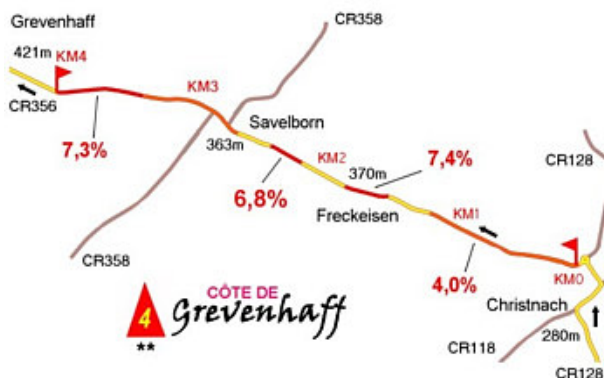 Grevenhaff
421m
KM4
CR358
KM3
CR356
7,3%
Savelborn
363m
KM2
370m
7,4%
CR128
6,8%
Freckeisen
KM1
CR358
4,0%
KM0
CÔTE DE
Grevenhaff
4
**
Christnach
280m
CR118
CR128